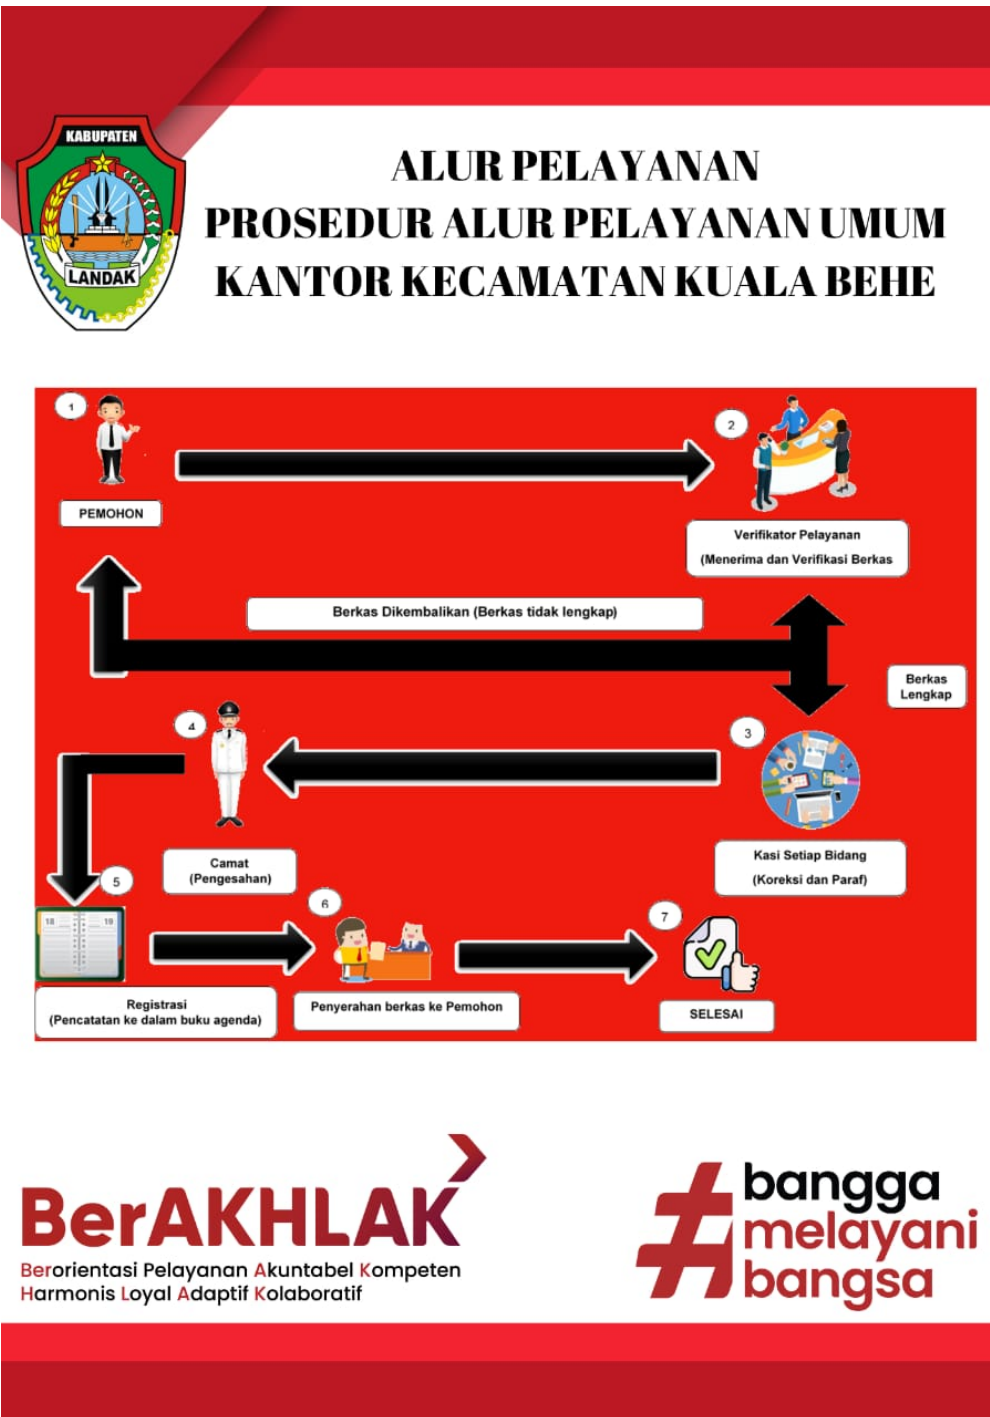 KABUPATEN
LANDAK
ALUR PELAYANAN
PROSEDUR ALUR PELAYANAN UMUM
KANTOR KECAMATAN KUALA BEHE
1
PEMOHON
2
Verifikator Pelayanan
(Menerima dan Verifikasi Berkas
Berkas Dikembalikan (Berkas tidak lengkap)
Berkas
Lengkap
3
Kasi Setiap Bidang
(Koreksi dan Paraf)
4
Camat
(Pengesahan)
5
18 19
Registrasi
(Pencatatan ke dalam buku agenda)
6
Penyerahan berkas ke Pemohon
7
SELESAI
BerAKHLAK
Berorientasi Pelayanan Akuntabel Kompeten
Harmonis Loyal Adaptif Kolaboratif
#bangga
melayani
bangsa